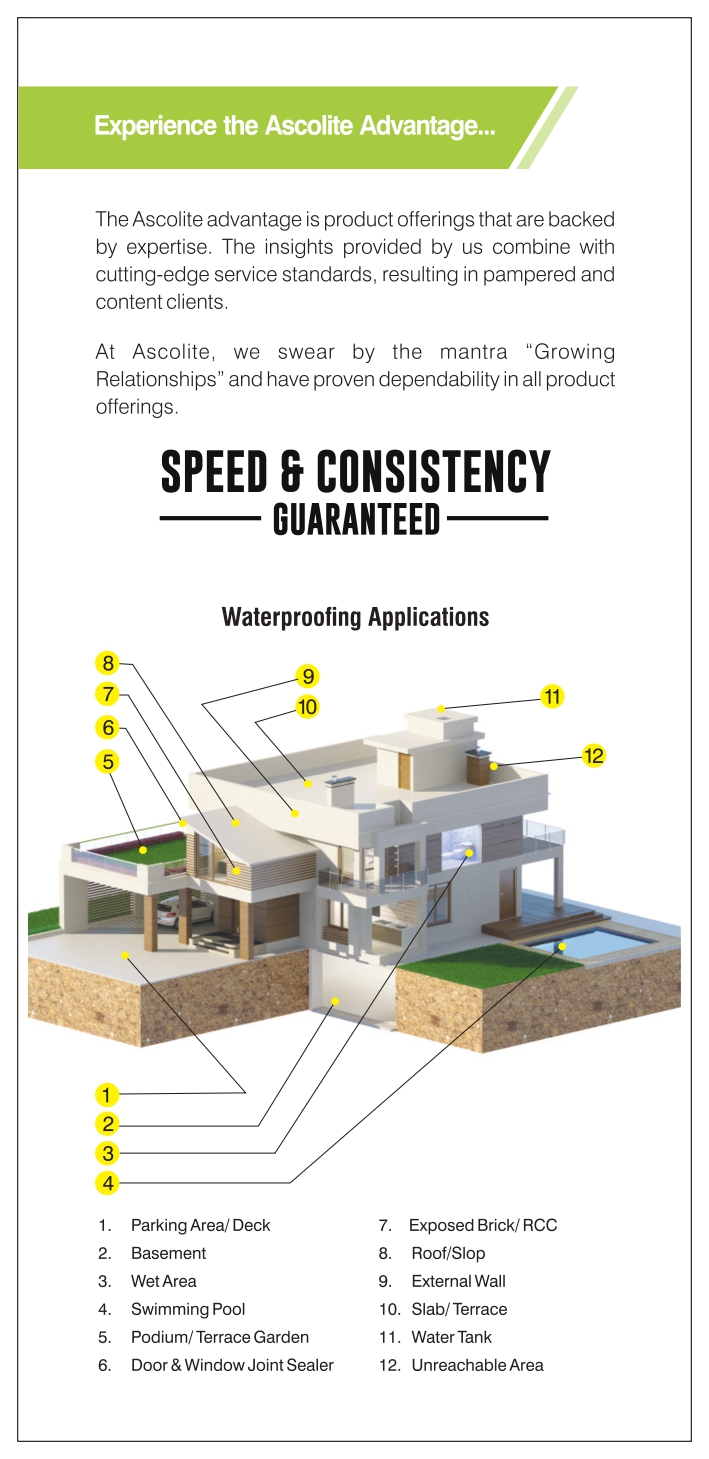 Experience the Ascolite Advantage...
The Ascolite advantage is product offerings that are backed
by expertise. The insights provided by us combine with
cutting-edge service standards, resulting in pampered and
content clients.
At Ascolite, we swear by the mantra “Growing
Relationships” and have proven dependability in all product
offerings.
SPEED & CONSISTENCY
GUARANTEED
Waterproofing Applications
8
7
6
5
9
10
11
12
1
2
3
4
1. Parking Area/ Deck
2. Basement
3. Wet Area
4. Swimming Pool
5. Podium/ Terrace Garden
6. Door & Window Joint Sealer
7. Exposed Brick/ RCC
8. Roof/Slop
9. External Wall
10. Slab/ Terrace
11. Water Tank
12. Unreachable Area